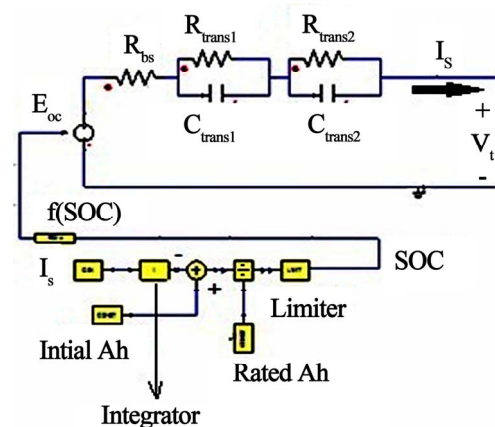 R_trans1
R_trans2
R_bs
I_S
E_oc
+
C_trans1
C_trans2
V_t
-
f(SOC)
SOC
I_s
-
+
Limiter
Intial Ah
Rated Ah
Integrator